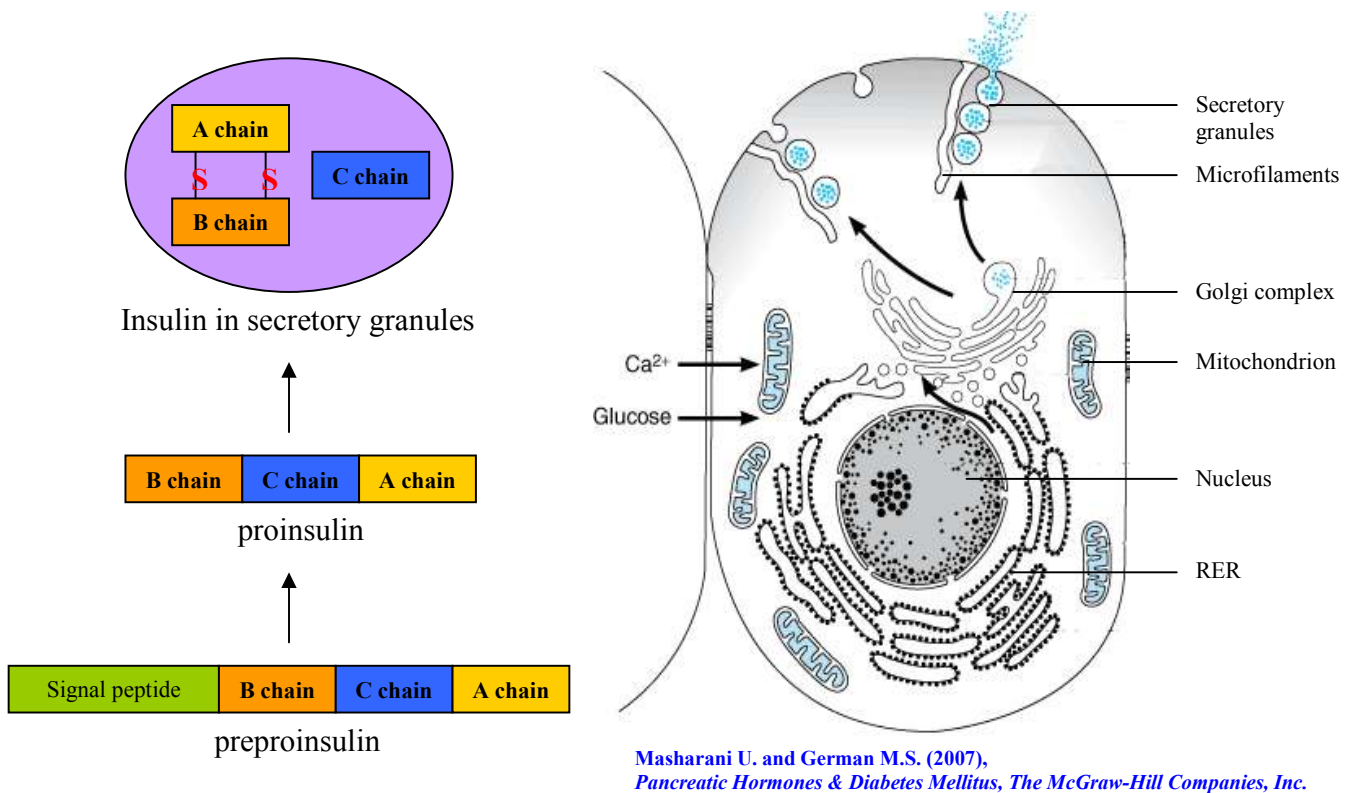 A chain
S S
C chain
B chain
Insulin in secretory granules
B chain C chain A chain
proinsulin
Signal peptide B chain C chain A chain
preproinsulin
Secretory
granules
Microfilaments
Golgi complex
Ca²⁺
Mitochondrion
Glucose
Nucleus
RER
Masharani U. and German M.S. (2007),
Pancreatic Hormones & Diabetes Mellitus, The McGraw-Hill Companies, Inc.